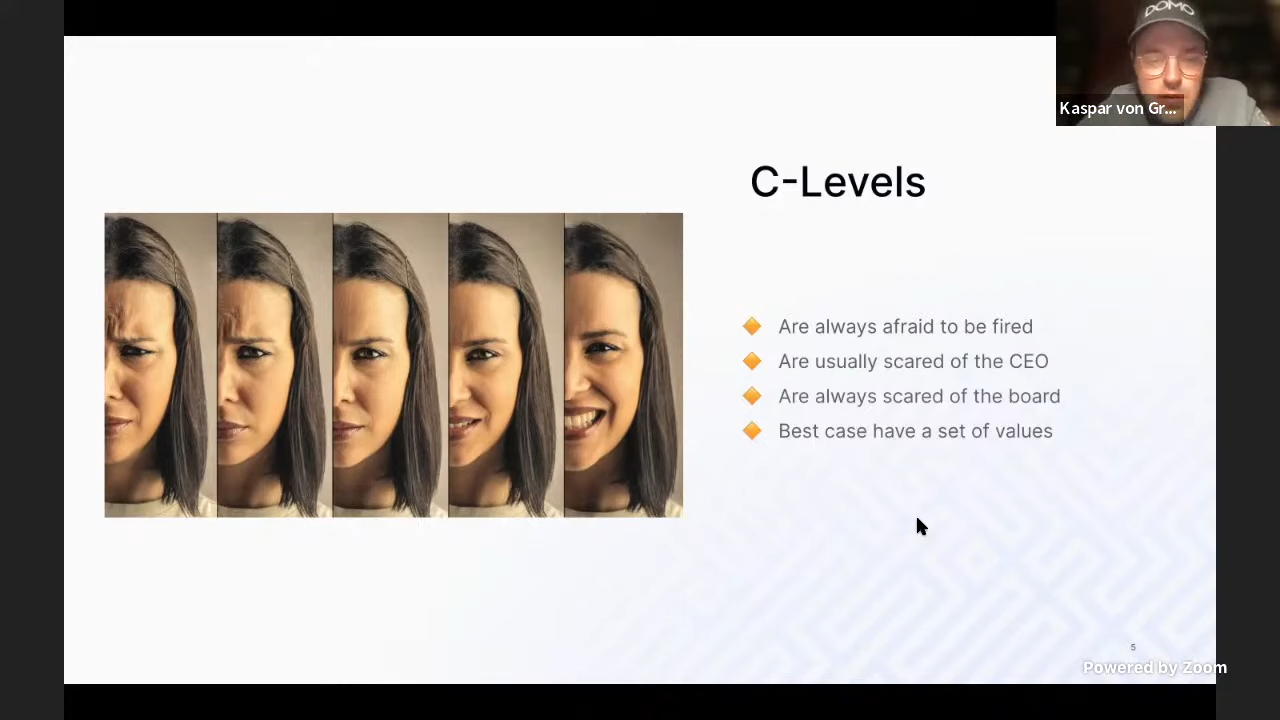 DOMO
Kaspar von Gr...
C-Levels
Are always afraid to be fired
Are usually scared of the CEO
Are always scared of the board
Best case have a set of values
5
Powered by Zoom